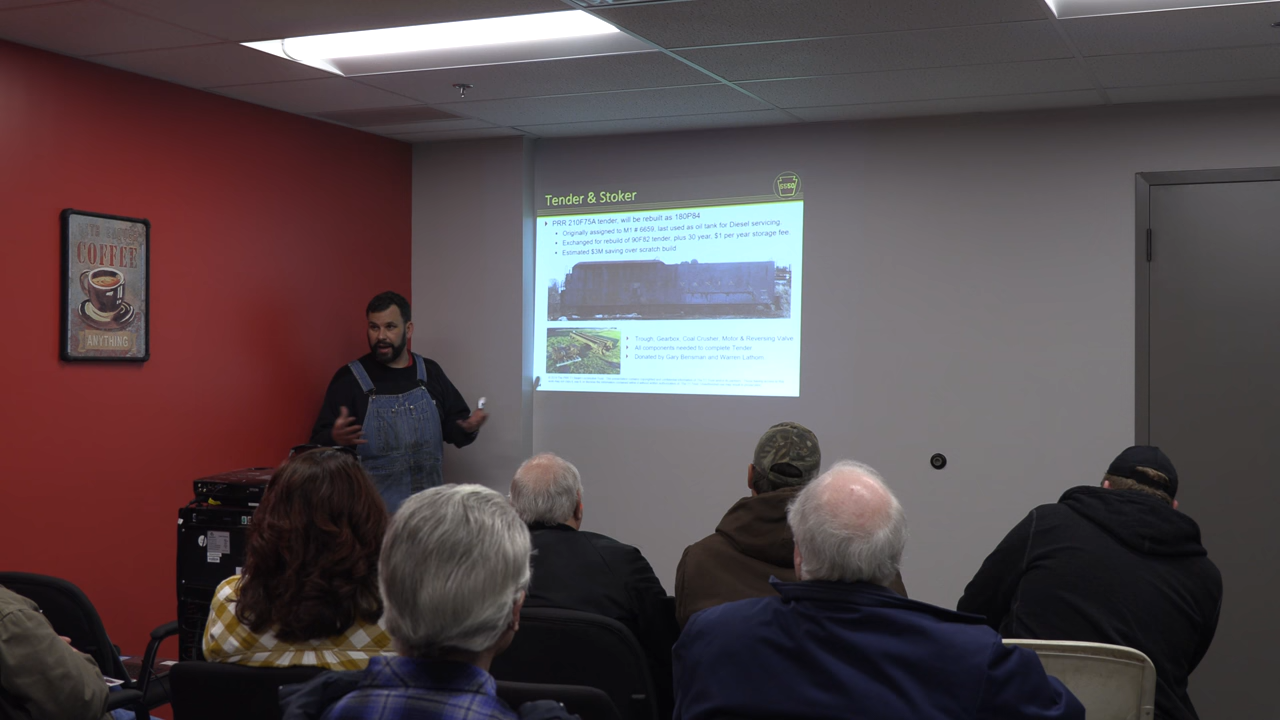 COFFEE
ANYTHING
Tender & Stoker
5550
PRR 210F75A tender, will be rebuilt as 180P84
Originally assigned to M1 # 6659, last used as oil tank for Diesel servicing.
Exchanged for rebuild of 90F82 tender, plus 30 year, $1 per year storage fee.
Estimated $3M saving over scratch build
Trough, Gearbox, Coal Crusher, Motor & Reversing Valve
All components needed to complete Tender
Donated by Gary Bensman and Warren Lathom
hp